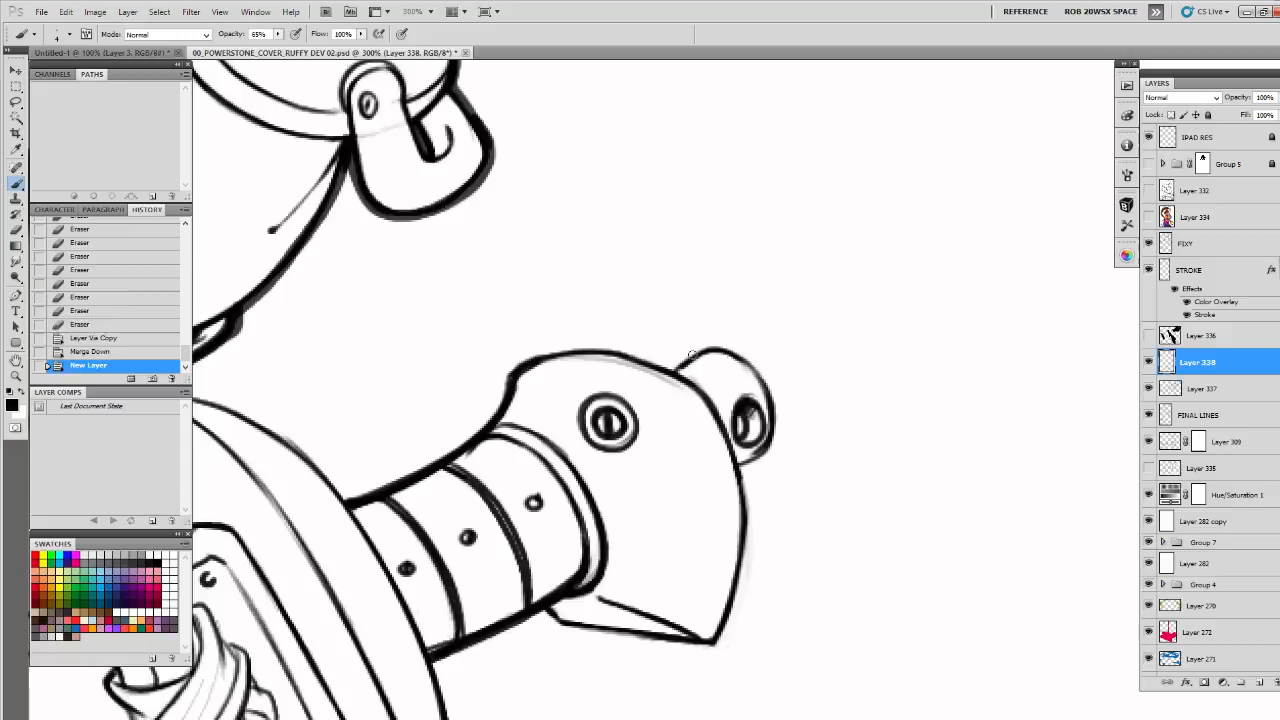 Ps File Edit Image Layer Select Filter View Window Help Br Mb 300% REFERENCE ROB 20WSX SPACE CS Live
4 Mode: Normal Opacity: 65% Flow: 100%
Untitled-1 @ 100% (Layer 3, RGB/8#) * 00_POWERSTONE_COVER_RUFFY DEV 02.psd @ 300% (Layer 338, RGB/8*) *
CHANNELS PATHS
CHARACTER PARAGRAPH HISTORY
Eraser
Eraser
Eraser
Eraser
Eraser
Eraser
Eraser
Eraser
Eraser
Layer Via Copy
Merge Down
New Layer
LAYER COMPS
Last Document State
SWATCHES
LAYERS
Normal Opacity: 100%
Lock: Fill: 100%
IPAD RES
Group 5
Layer 332
Layer 334
FIXY
STROKE fx
Effects
Color Overlay
Stroke
Layer 336
Layer 338
Layer 337
FINAL LINES
Layer 309
Layer 335
Hue/Saturation 1
Layer 282 copy
Group 7
Layer 282
Group 4
Layer 270
Layer 272
Layer 271